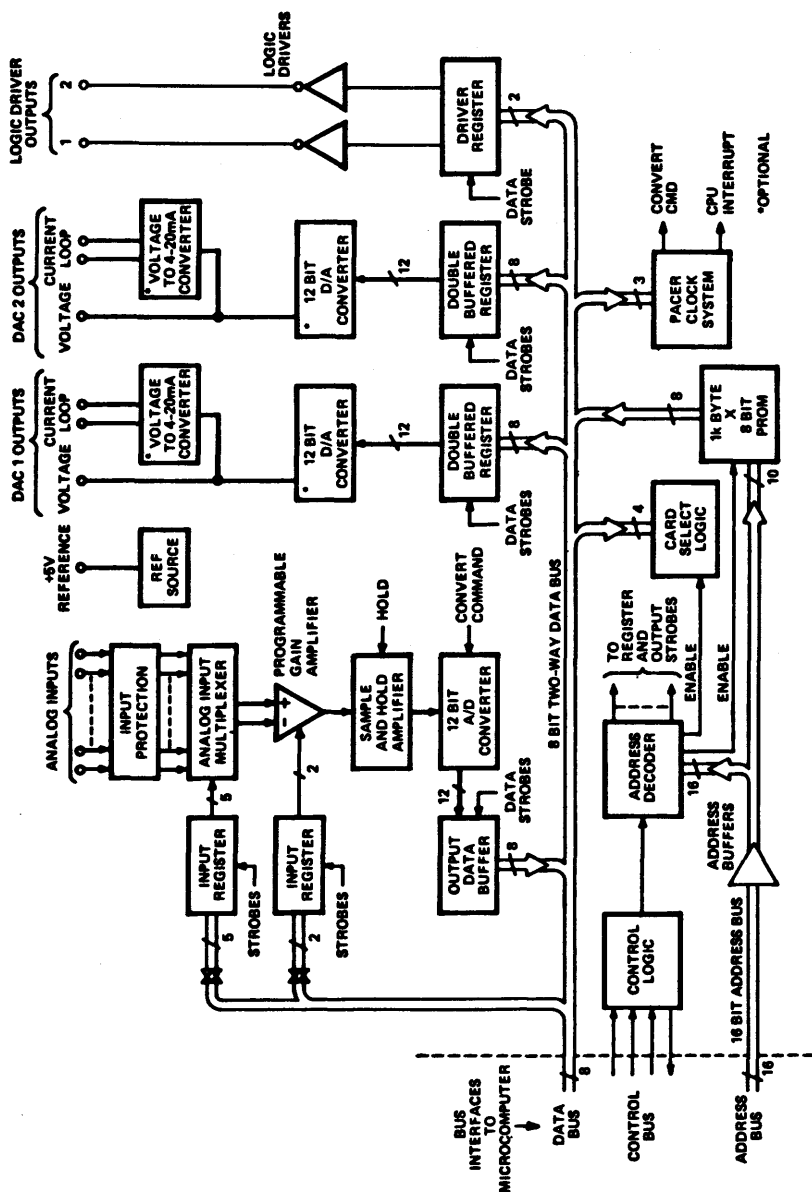 ANALOG INPUTS
+5V
REFERENCE
DAC 1 OUTPUTS
VOLTAGE
CURRENT
LOOP
DAC 2 OUTPUTS
VOLTAGE
CURRENT
LOOP
LOGIC DRIVER
OUTPUTS
1
2
INPUT
PROTECTION
REF
SOURCE
* VOLTAGE
TO 4-20mA
CONVERTER
* VOLTAGE
TO 4-20mA
CONVERTER
INPUT
REGISTER
5
5
STROBES
ANALOG INPUT
MULTIPLEXER
PROGRAMMABLE
GAIN
AMPLIFIER
+
-
LOGIC
DRIVERS
INPUT
REGISTER
2
2
STROBES
SAMPLE
AND HOLD
AMPLIFIER
HOLD
12 BIT
* D/A
CONVERTER
12
* 12 BIT
D/A
CONVERTER
12
OUTPUT
DATA
BUFFER
12
DATA
STROBES
8
12 BIT
A/D
CONVERTER
CONVERT
COMMAND
DATA
STROBES
DOUBLE
BUFFERED
REGISTER
8
DATA
STROBES
DOUBLE
BUFFERED
REGISTER
8
DATA
STROBE
DRIVER
REGISTER
2
BUS
INTERFACES
TO
MICROCOMPUTER
DATA
BUS
8
8 BIT TWO-WAY DATA BUS
CONTROL
BUS
CONTROL
LOGIC
ADDRESS
DECODER
16
TO REGISTER
AND
OUTPUT
STROBES
ENABLE
ENABLE
CARD
SELECT
LOGIC
4
1k BYTE
X
8 BIT
PROM
8
10
PACER
CLOCK
SYSTEM
3
CONVERT
CMD
CPU
INTERRUPT
*OPTIONAL
ADDRESS
BUS
16
16 BIT ADDRESS BUS
ADDRESS
BUFFERS